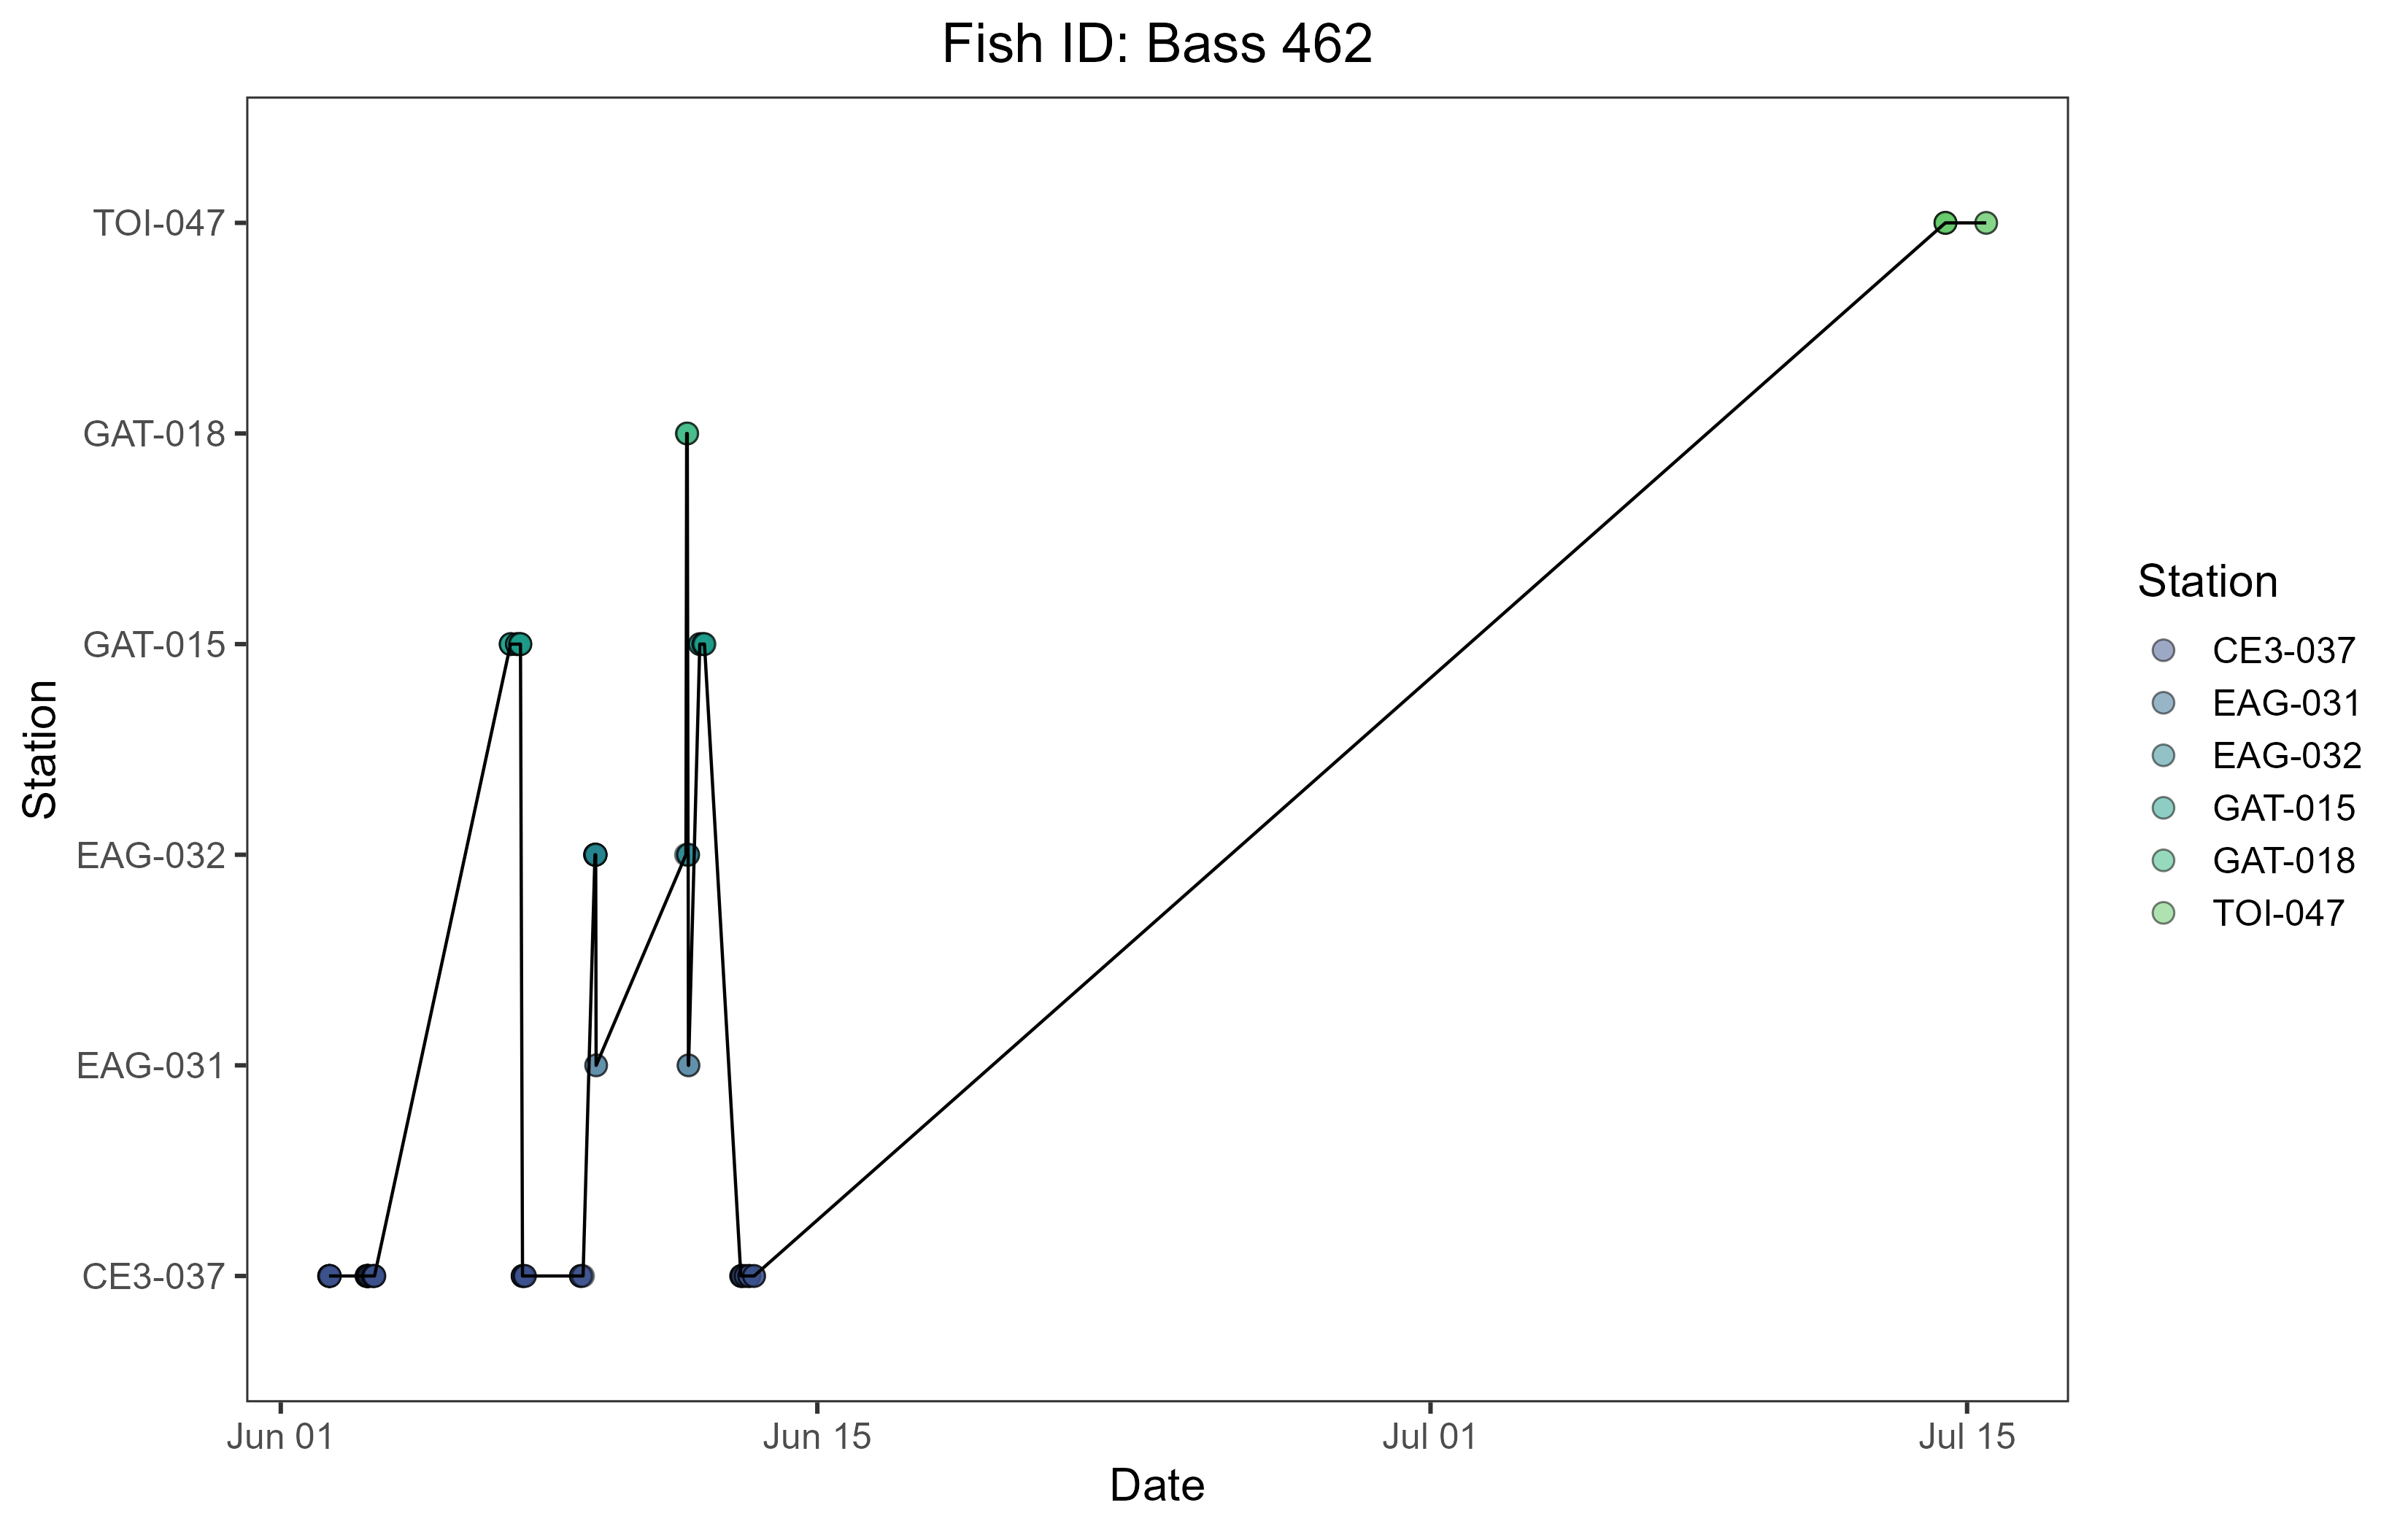 Fish ID: Bass 462
TOI-047
GAT-018
GAT-015
EAG-032
EAG-031
CE3-037
Station
Jun 01
Jun 15
Jul 01
Jul 15
Date
Station
CE3-037
EAG-031
EAG-032
GAT-015
GAT-018
TOI-047